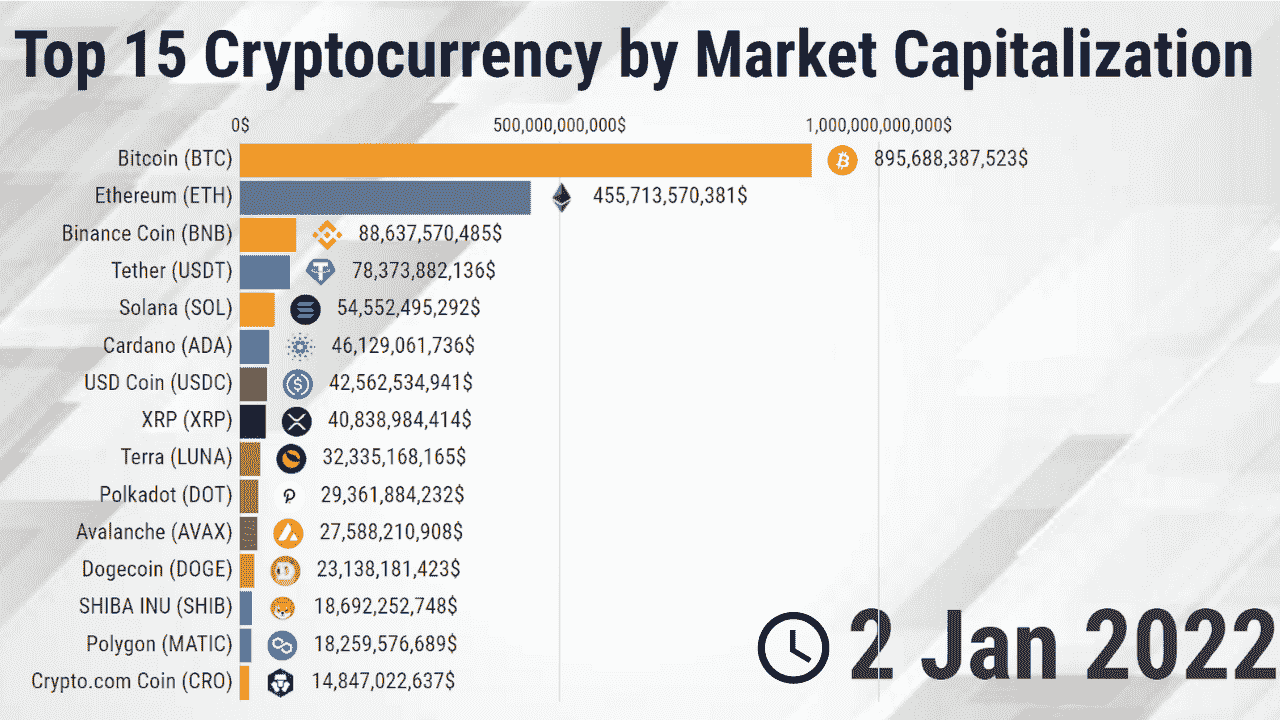 Top 15 Cryptocurrency by Market Capitalization
0$ 500,000,000,000$ 1,000,000,000,000$
Bitcoin (BTC) 895,688,387,523$
Ethereum (ETH) 455,713,570,381$
Binance Coin (BNB) 88,637,570,485$
Tether (USDT) 78,373,882,136$
Solana (SOL) 54,552,495,292$
Cardano (ADA) 46,129,061,736$
USD Coin (USDC) 42,562,534,941$
XRP (XRP) 40,838,984,414$
Terra (LUNA) 32,335,168,165$
Polkadot (DOT) 29,361,884,232$
Avalanche (AVAX) 27,588,210,908$
Dogecoin (DOGE) 23,138,181,423$
SHIBA INU (SHIB) 18,692,252,748$
Polygon (MATIC) 18,259,576,689$
Crypto.com Coin (CRO) 14,847,022,637$
2 Jan 2022